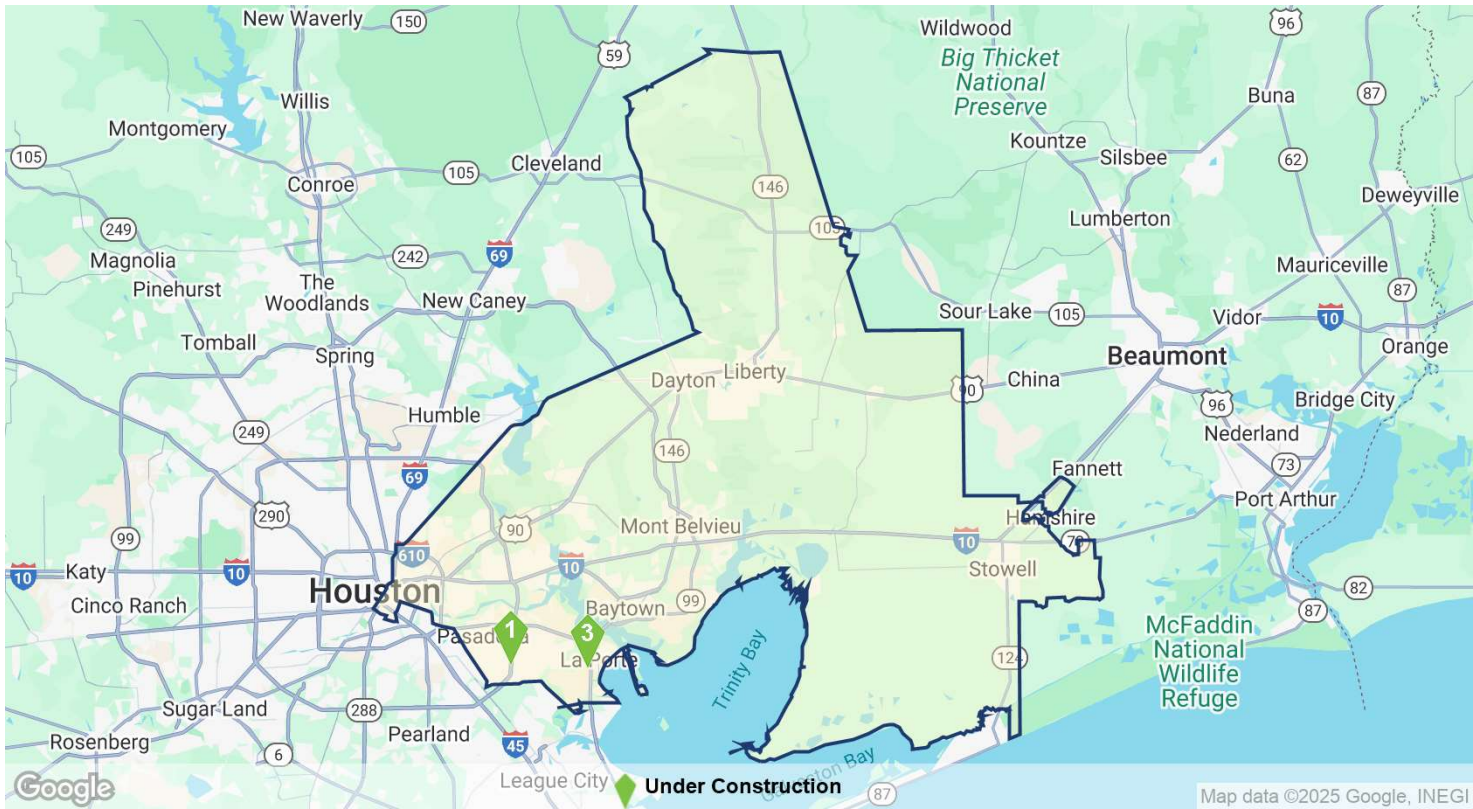 New Waverly
150
59
Wildwood
96
Big Thicket
National
Preserve
87
Willis
Buna
Montgomery
105
Kountze
Silsbee
62
105
Cleveland
105
Conroe
146
Deweyville
Lumberton
249
105
242
69
Magnolia
Mauriceville
Pinehurst
The
Woodlands
New Caney
87
Sour Lake
105
Vidor
10
Tomball
Spring
Orange
Beaumont
Dayton
Liberty
90
China
Bridge City
Humble
96
249
Nederland
146
73
69
Fannett
Port Arthur
290
90
Mont Belvieu
Hamshire
99
610
10
73
10
Katy
10
10
Stowell
82
Houston
Cinco Ranch
Baytown
99
87
1
3
Pasadena
La Porte
McFaddin
National
Wildlife
Refuge
124
Trinity Bay
Sugar Land
288
Pearland
Rosenberg
6
45
League City
Galveston Bay
87
Under Construction
Google
Map data ©2025 Google, INEGI